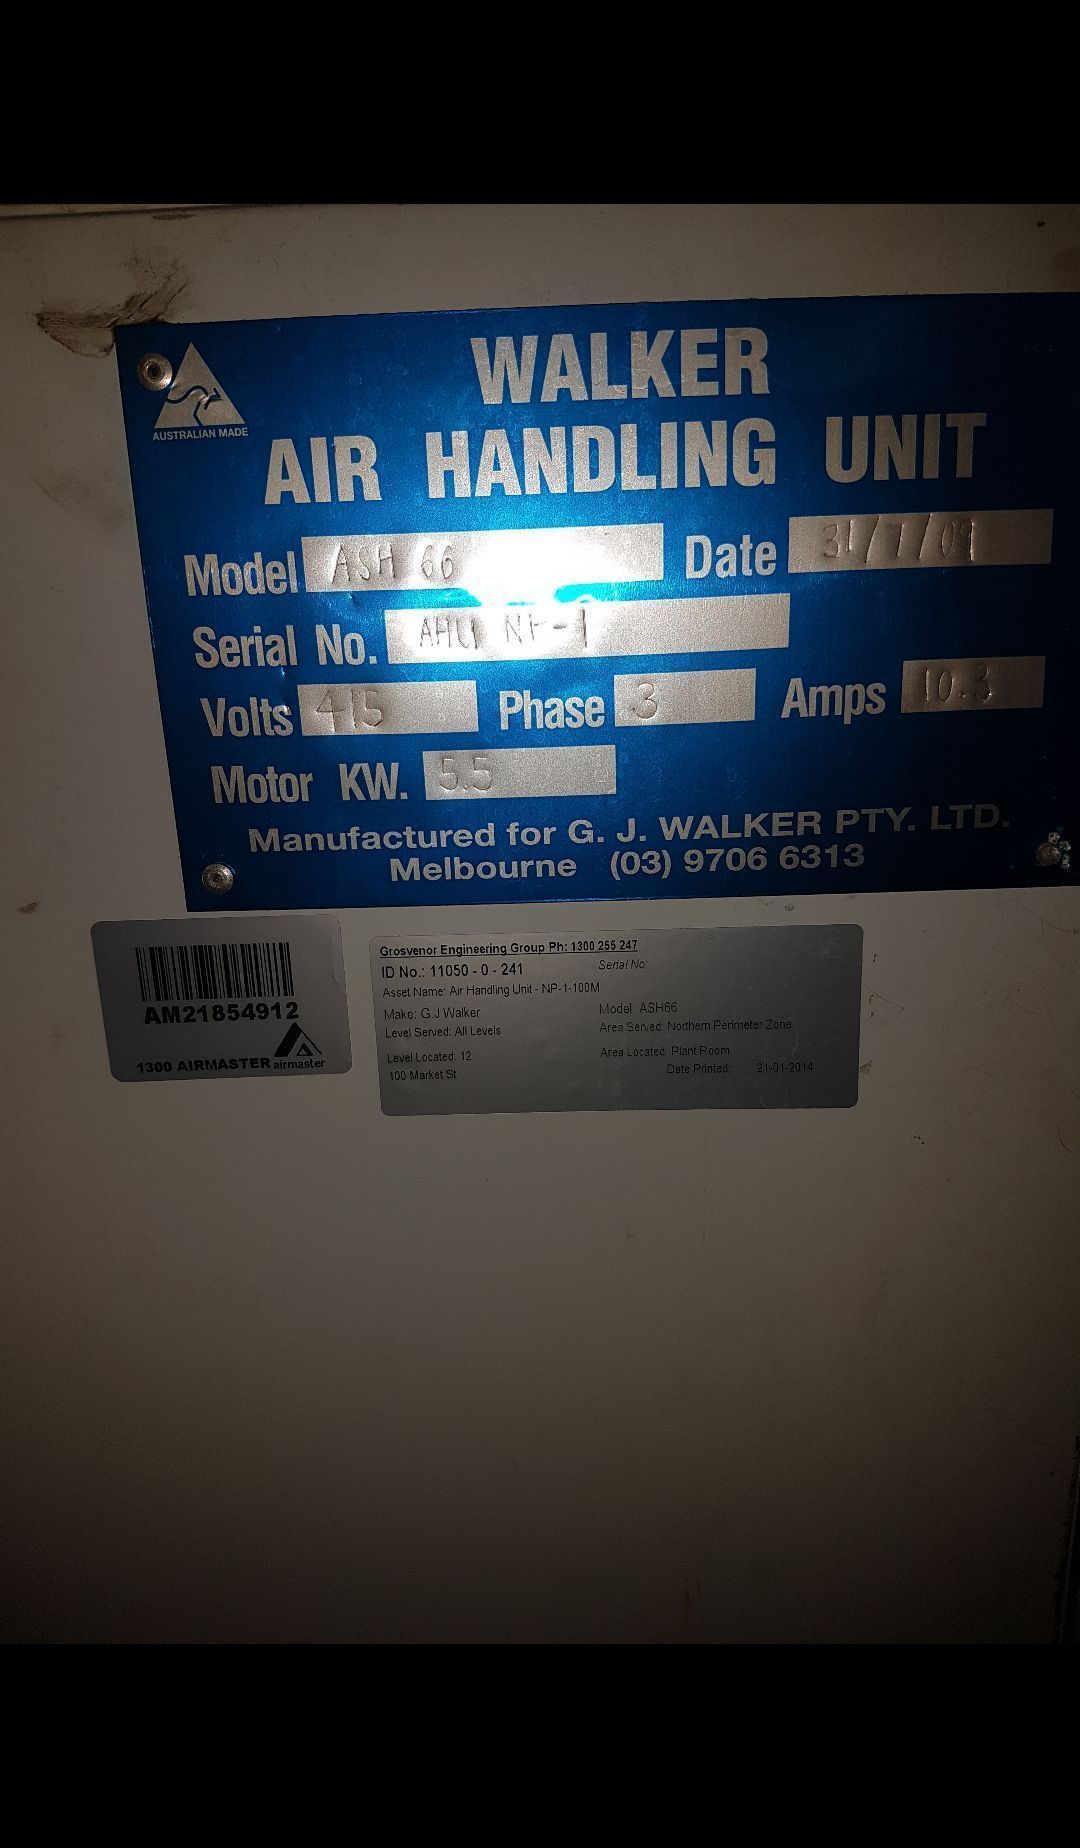 AUSTRALIAN MADE
WALKER
AIR HANDLING UNIT
Model ASH 66 Date 31/7/09
Serial No. AHU NP-1
Volts 415 Phase 3 Amps 10.3
Motor KW. 5.5
Manufactured for G. J. WALKER PTY. LTD.
Melbourne (03) 9706 6313
AM21854912
1300 AIRMASTER airmaster
Grosvenor Engineering Group Ph: 1300 255 247
ID No.: 11050 - 0 - 241 Serial No:
Asset Name: Air Handling Unit - NP-1-100M
Make: G.J Walker Model: ASH66
Level Served: All Levels Area Served: Northern Perimeter Zone
Level Located: 12 Area Located: Plant Room
100 Market St Date Printed: 21-01-2014